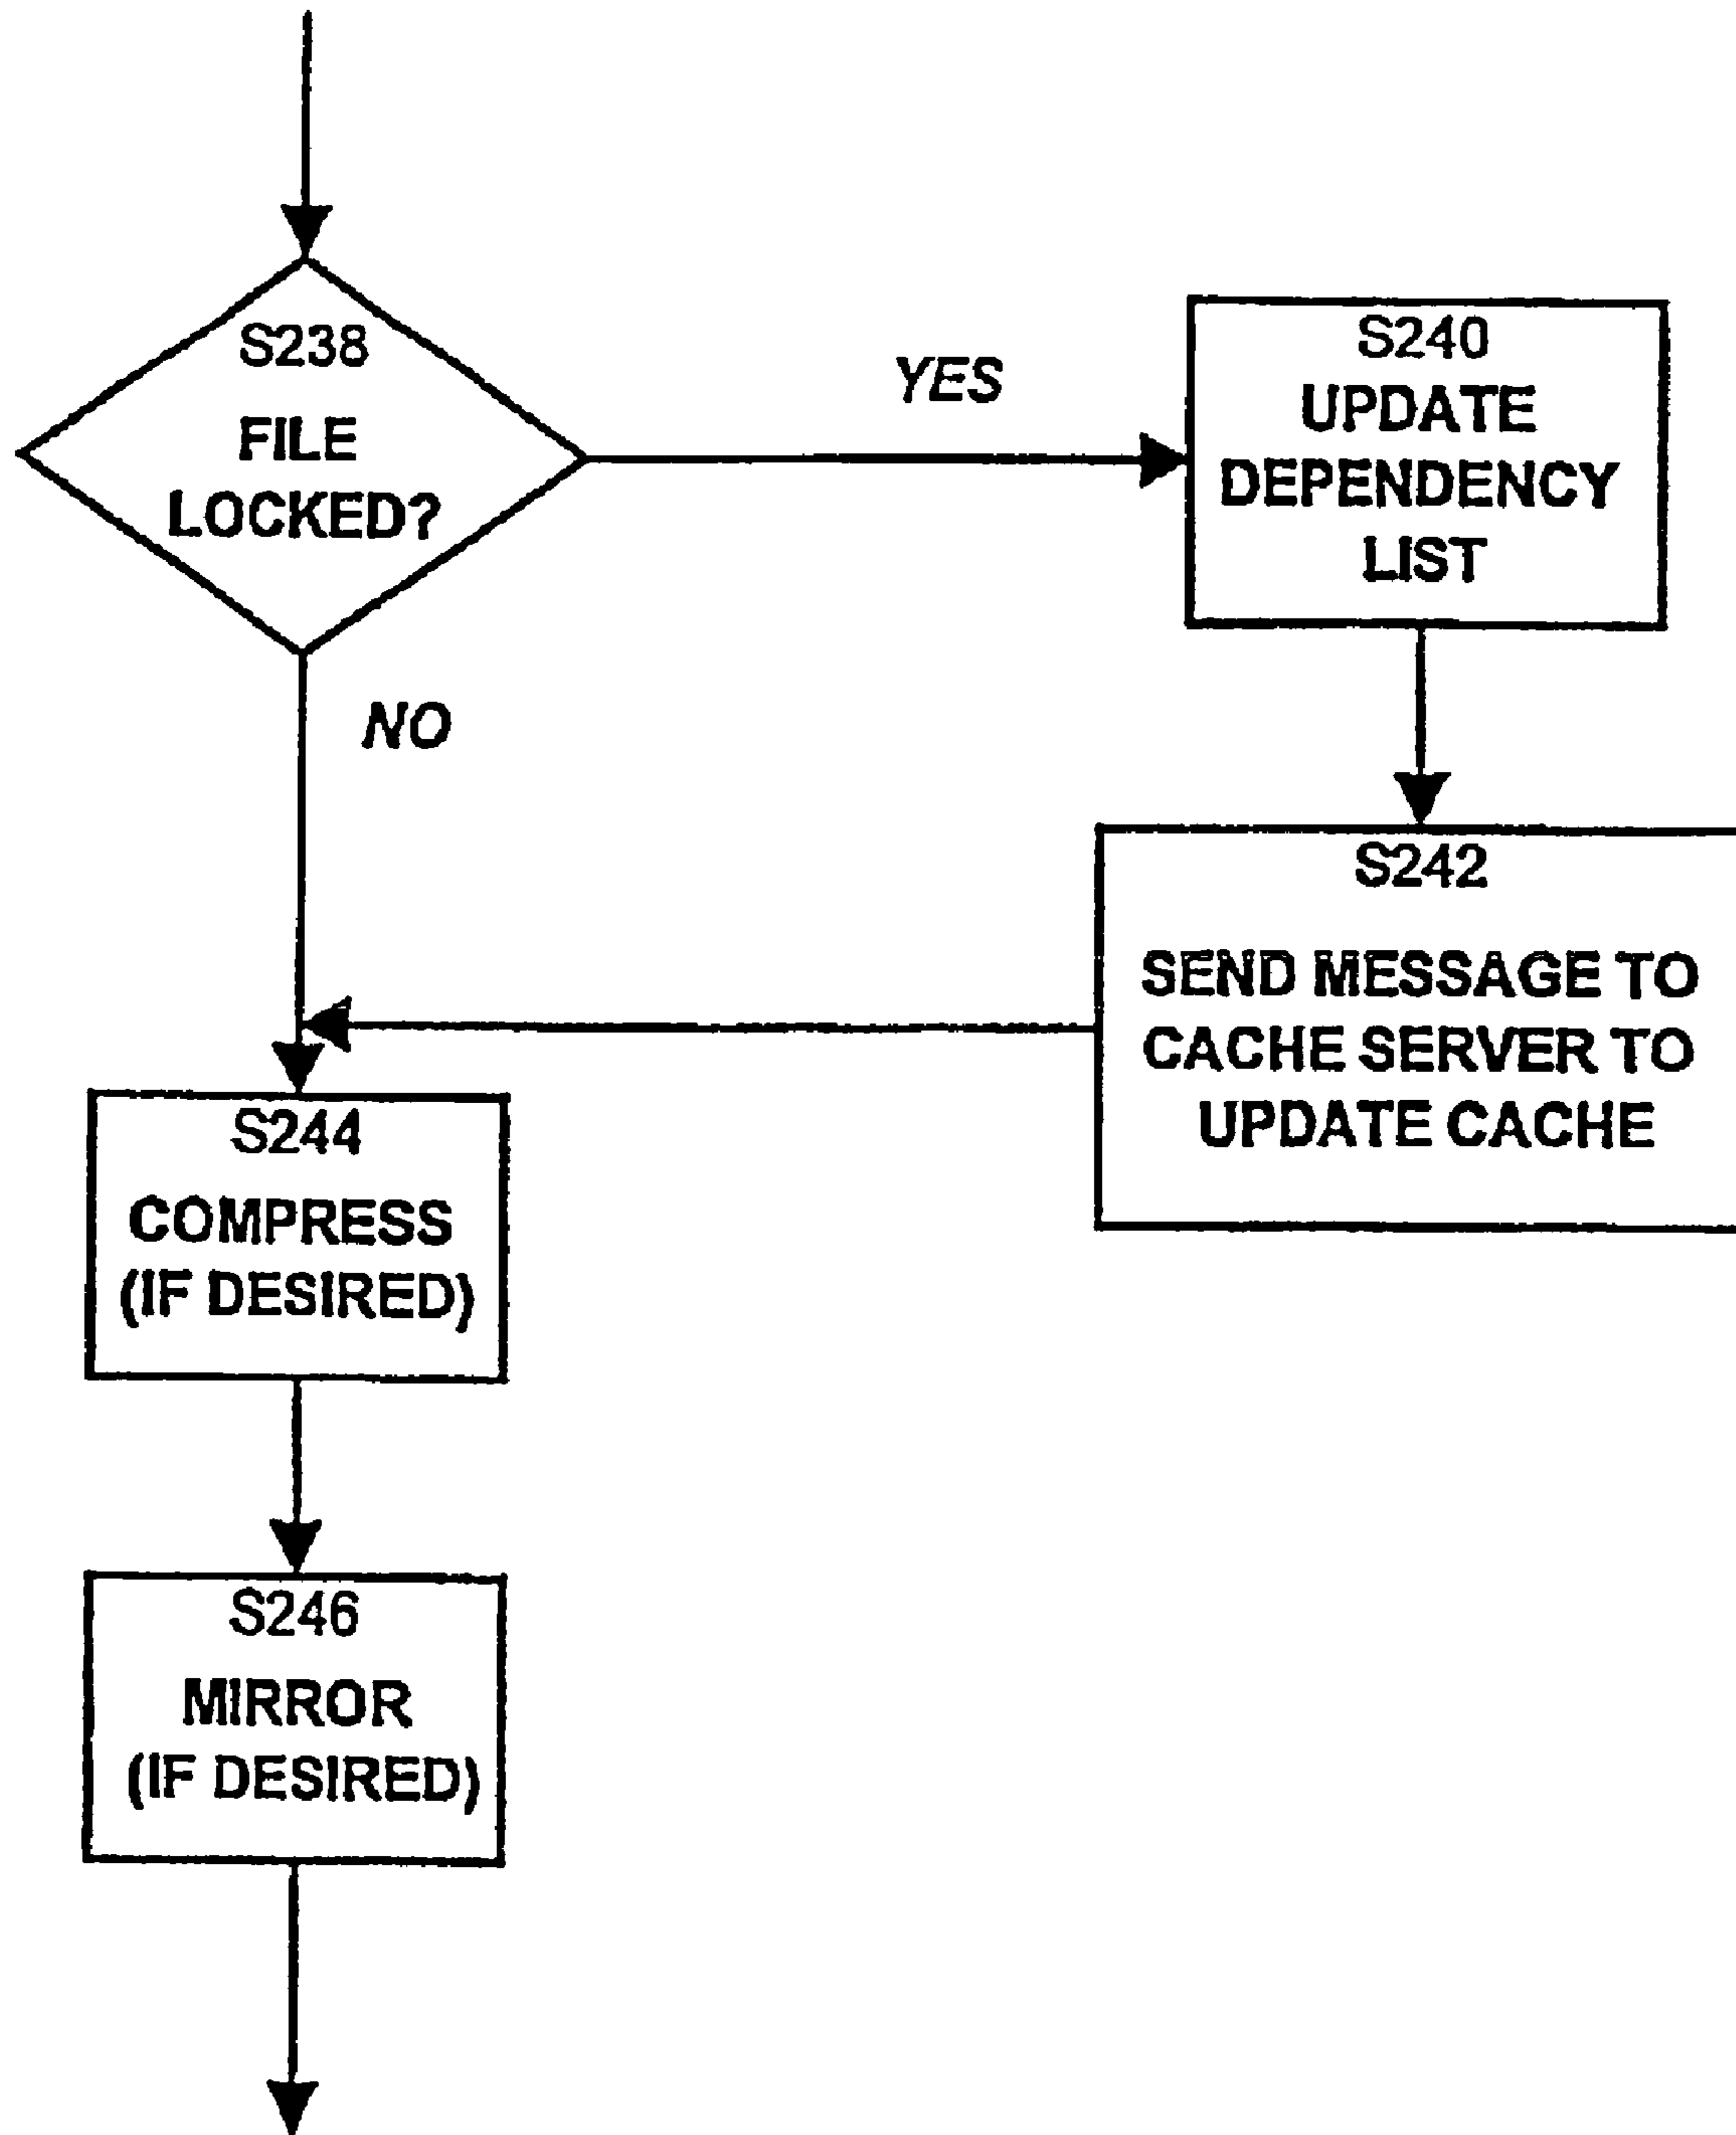 S238
FILE
LOCKED?
YES
S240
UPDATE
DEPENDENCY
LIST
NO
S242
SEND MESSAGE TO
CACHE SERVER TO
UPDATE CACHE
S244
COMPRESS
(IF DESIRED)
S246
MIRROR
(IF DESIRED)